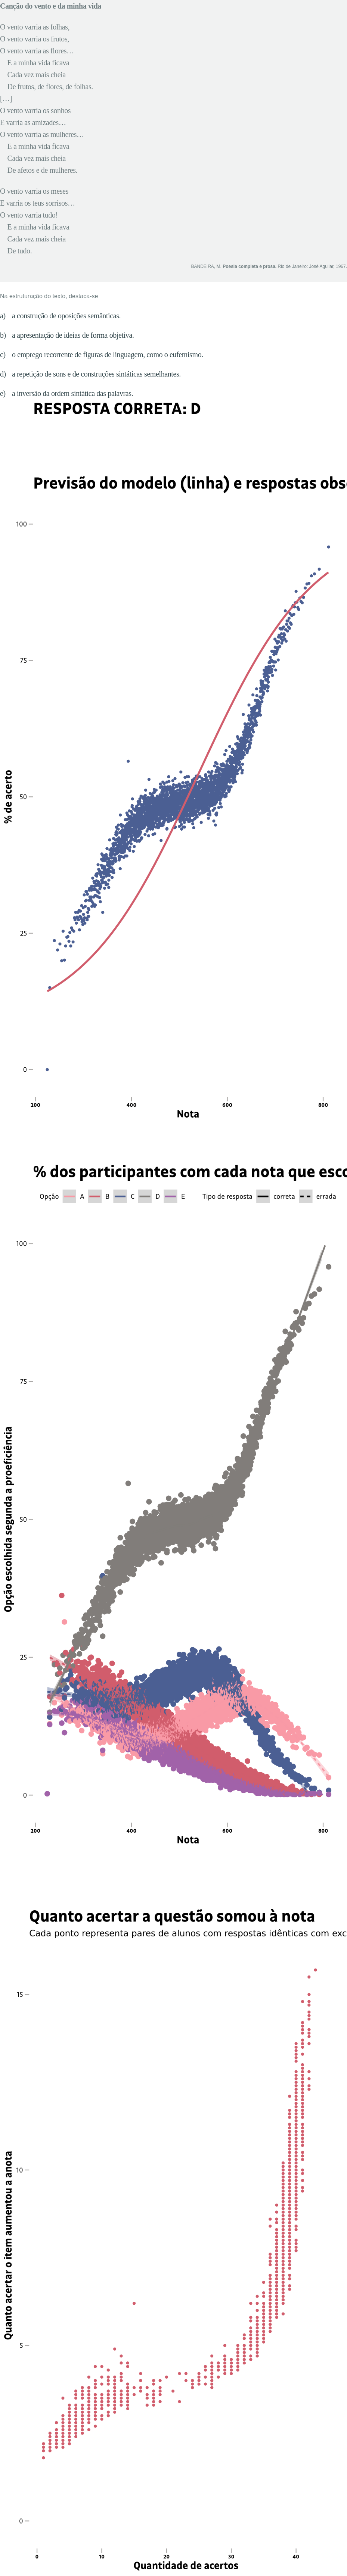 Canção do vento e da minha vida
O vento varria as folhas,
O vento varria os frutos,
O vento varria as flores…
E a minha vida ficava
Cada vez mais cheia
De frutos, de flores, de folhas.
[…]
O vento varria os sonhos
E varria as amizades…
O vento varria as mulheres…
E a minha vida ficava
Cada vez mais cheia
De afetos e de mulheres.
O vento varria os meses
E varria os teus sorrisos…
O vento varria tudo!
E a minha vida ficava
Cada vez mais cheia
De tudo.
BANDEIRA, M. Poesia completa e prosa. Rio de Janeiro: José Aguilar, 1967.
Na estruturação do texto, destaca-se
a) a construção de oposições semânticas.
b) a apresentação de ideias de forma objetiva.
c) o emprego recorrente de figuras de linguagem, como o eufemismo.
d) a repetição de sons e de construções sintáticas semelhantes.
e) a inversão da ordem sintática das palavras.
RESPOSTA CORRETA: D
Previsão do modelo (linha) e respostas obs
100
75
50
25
0
% de acerto
200 400 600 800
Nota
% dos participantes com cada nota que esco
Opção A B C D E Tipo de resposta correta errada
100
75
50
25
0
Opção escolhida segunda a proeficiência
200 400 600 800
Nota
Quanto acertar a questão somou à nota
Cada ponto representa pares de alunos com respostas idênticas com exc
15
10
5
0
Quanto acertar o item aumentou a anota
0 10 20 30 40
Quantidade de acertos